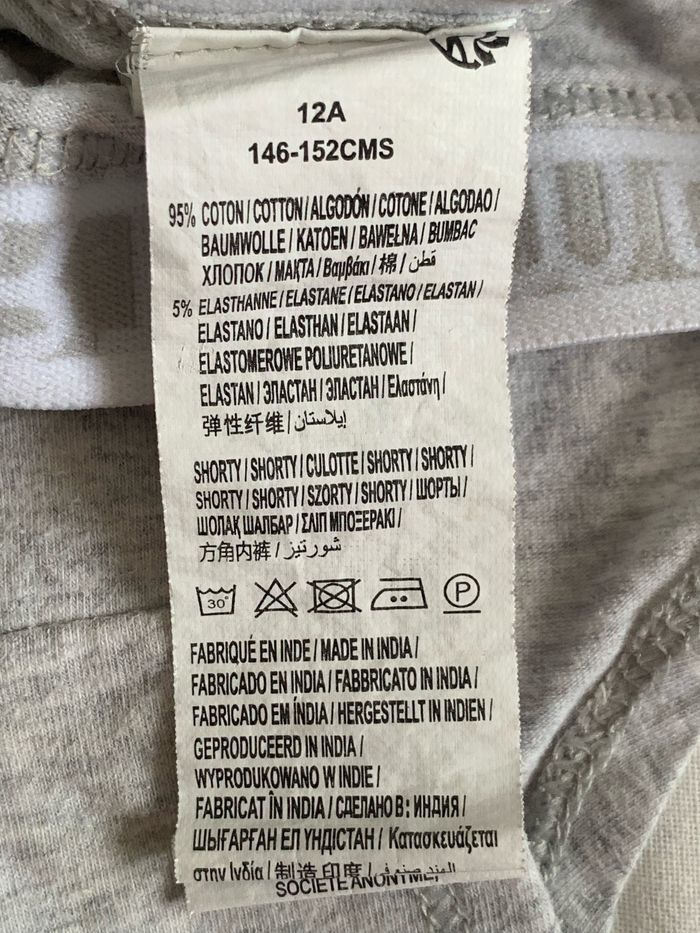 12A
146-152CMS
95% COTON / COTTON / ALGODÓN / COTONE / ALGODAO /
BAUMWOLLE / KATOEN / BAWEŁNA / BUMBAC
ХЛОПОК / МАҚТА / Βαμβάκι / 棉 / قطن /
5% ELASTHANNE / ELASTANE / ELASTANO / ELASTAN /
ELASTANO / ELASTHAN / ELASTAAN /
ELASTOMEROWE POLIURETANOWE /
ELASTAN / ЭЛАСТАН / ЭЛАСТАН / Ελαστάνη /
弹性纤维 / إيلاستان /
SHORTY / SHORTY / CULOTTE / SHORTY / SHORTY /
SHORTY / SHORTY / SZORTY / SHORTY / ШОРТЫ /
ШОЛАҚ ШАЛБАР / ΣΛΙΠ ΜΠΟΞΕΡΑΚΙ /
方角内裤 / شورتيز /
30°
P
FABRIQUÉ EN INDE / MADE IN INDIA /
FABRICADO EN INDIA / FABBRICATO IN INDIA /
FABRICADO EM ÍNDIA / HERGESTELLT IN INDIEN /
GEPRODUCEERD IN INDIA /
WYPRODUKOWANO W INDIE /
FABRICAT ÎN INDIA / СДЕЛАНО В : ИНДИЯ /
ШЫҒАРҒАН ЕЛ ҮНДІСТАН / Κατασκευάζεται
στην Ινδία / 制造 印度 /
SOCIETE ANONYME,